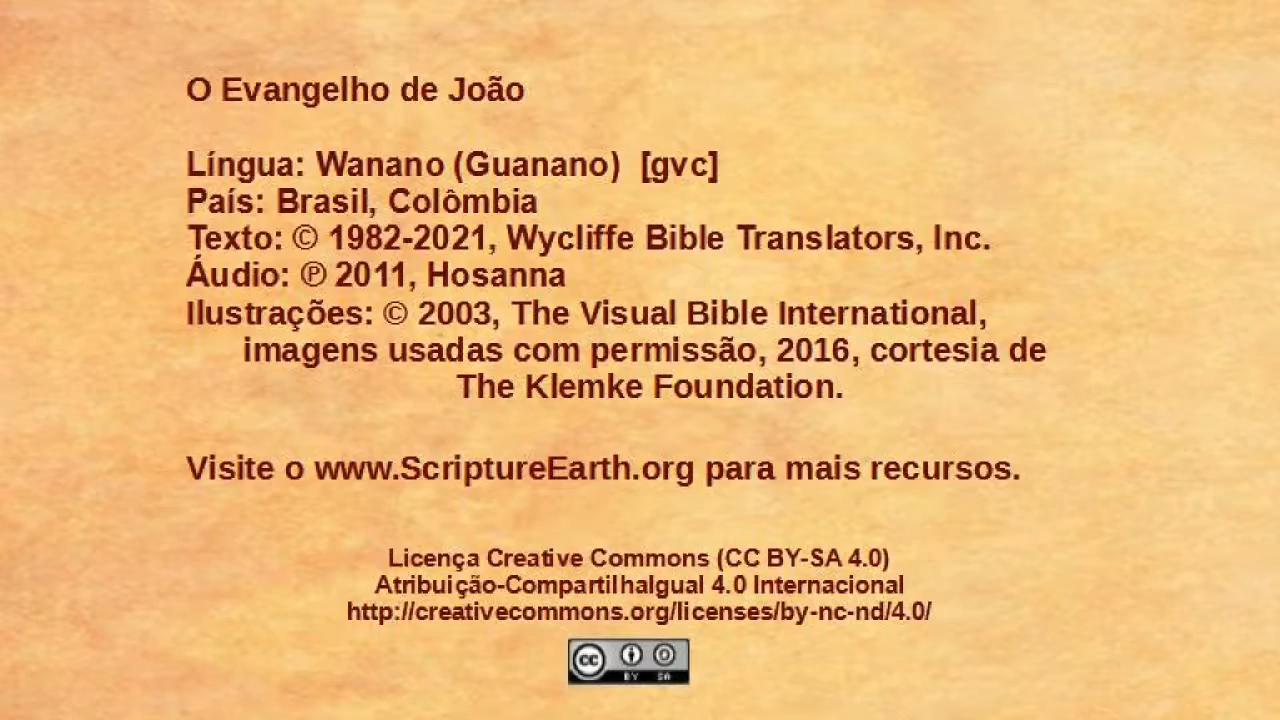 O Evangelho de João
Língua: Wanano (Guanano) [gvc]
País: Brasil, Colômbia
Texto: © 1982-2021, Wycliffe Bible Translators, Inc.
Áudio: ℗ 2011, Hosanna
Ilustrações: © 2003, The Visual Bible International,
imagens usadas com permissão, 2016, cortesia de
The Klemke Foundation.
Visite o www.ScriptureEarth.org para mais recursos.
Licença Creative Commons (CC BY-SA 4.0)
Atribuição-CompartilhaIgual 4.0 Internacional
http://creativecommons.org/licenses/by-nc-nd/4.0/
cc BY SA